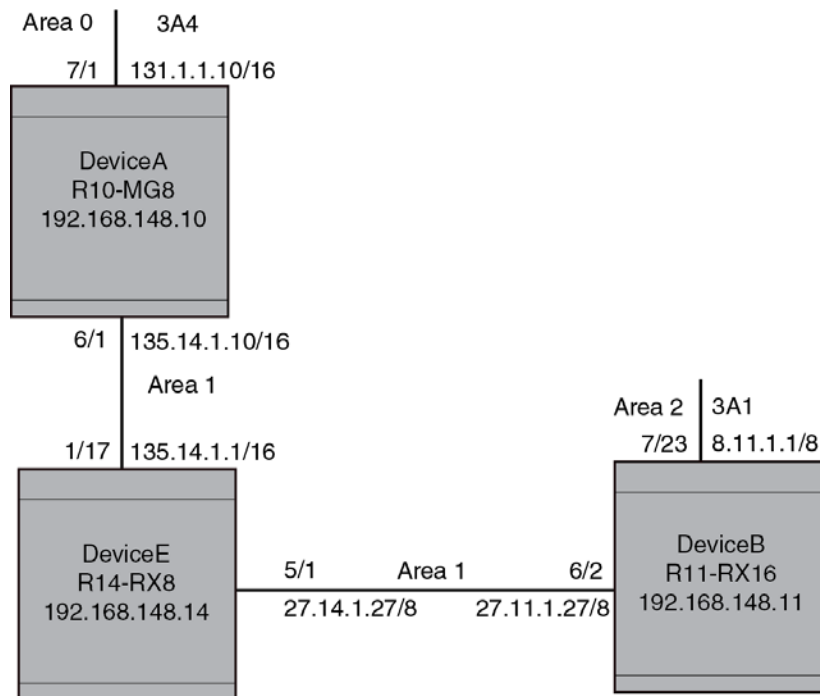 Area 0 3A4
7/1 131.1.1.10/16
DeviceA
R10-MG8
192.168.148.10
6/1 135.14.1.10/16
Area 1
1/17 135.14.1.1/16
DeviceE
R14-RX8
192.168.148.14
5/1 Area 1 6/2
27.14.1.27/8 27.11.1.27/8
Area 2 3A1
7/23 8.11.1.1/8
DeviceB
R11-RX16
192.168.148.11